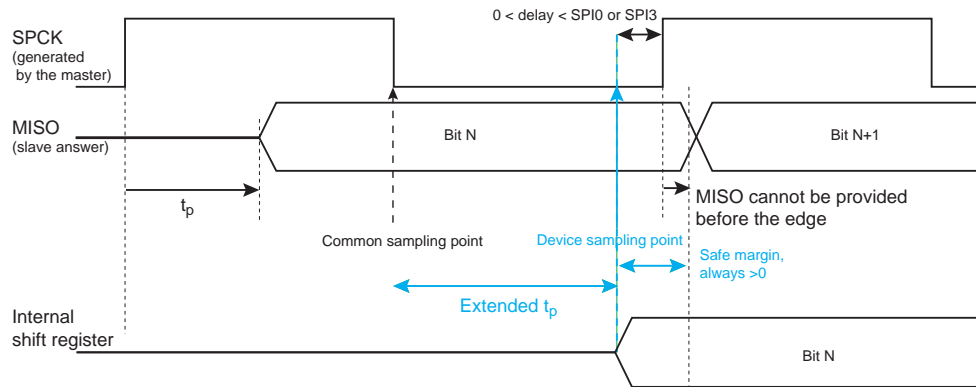 0 < delay < SPI0 or SPI3
SPCK
(generated
by the master)
MISO
(slave answer)
Bit N
Bit N+1
tp
MISO cannot be provided
before the edge
Common sampling point
Device sampling point
Safe margin,
always >0
Extended tp
Internal
shift register
Bit N